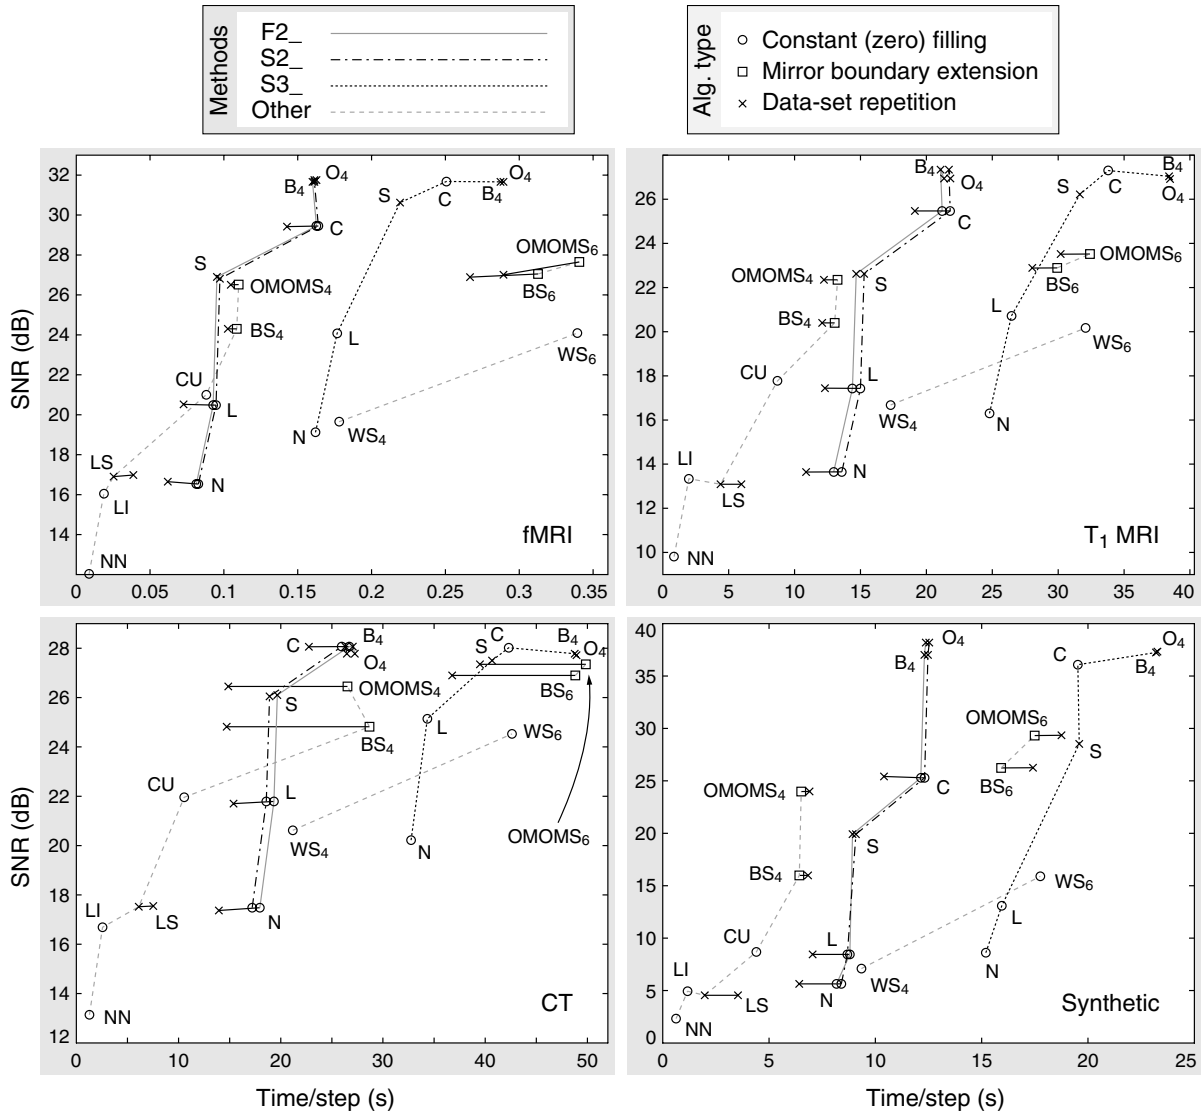 Methods
F2_
S2_
S3_
Other
Alg. type
Constant (zero) filling
Mirror boundary extension
Data-set repetition
SNR (dB)
32
30
28
26
24
22
20
18
16
14
12
0 0.05 0.1 0.15 0.2 0.25 0.3 0.35
O4
B4
C
S
OMOMS4
BS4
CU
L
LS
LI
N
NN
S
C
O4
B4
L
N
OMOMS6
BS6
WS6
WS4
fMRI
26
24
22
20
18
16
14
12
10
0 5 10 15 20 25 30 35 40
B4
O4
C
OMOMS4
S
BS4
CU
L
LI
LS
N
NN
S
C
B4
O4
OMOMS6
BS6
L
WS6
WS4
N
T1 MRI
SNR (dB)
28
26
24
22
20
18
16
14
12
0 10 20 30 40 50
Time/step (s)
C
B4
O4
S
OMOMS4
BS4
CU
L
LI
LS
N
NN
C
S
B4
O4
BS6
L
WS6
WS4
N
OMOMS6
CT
40
35
30
25
20
15
10
5
0
0 5 10 15 20 25
Time/step (s)
O4
B4
C
OMOMS4
S
BS4
CU
L
LI
LS
N
NN
C
B4
O4
OMOMS6
S
BS6
WS6
L
WS4
N
Synthetic